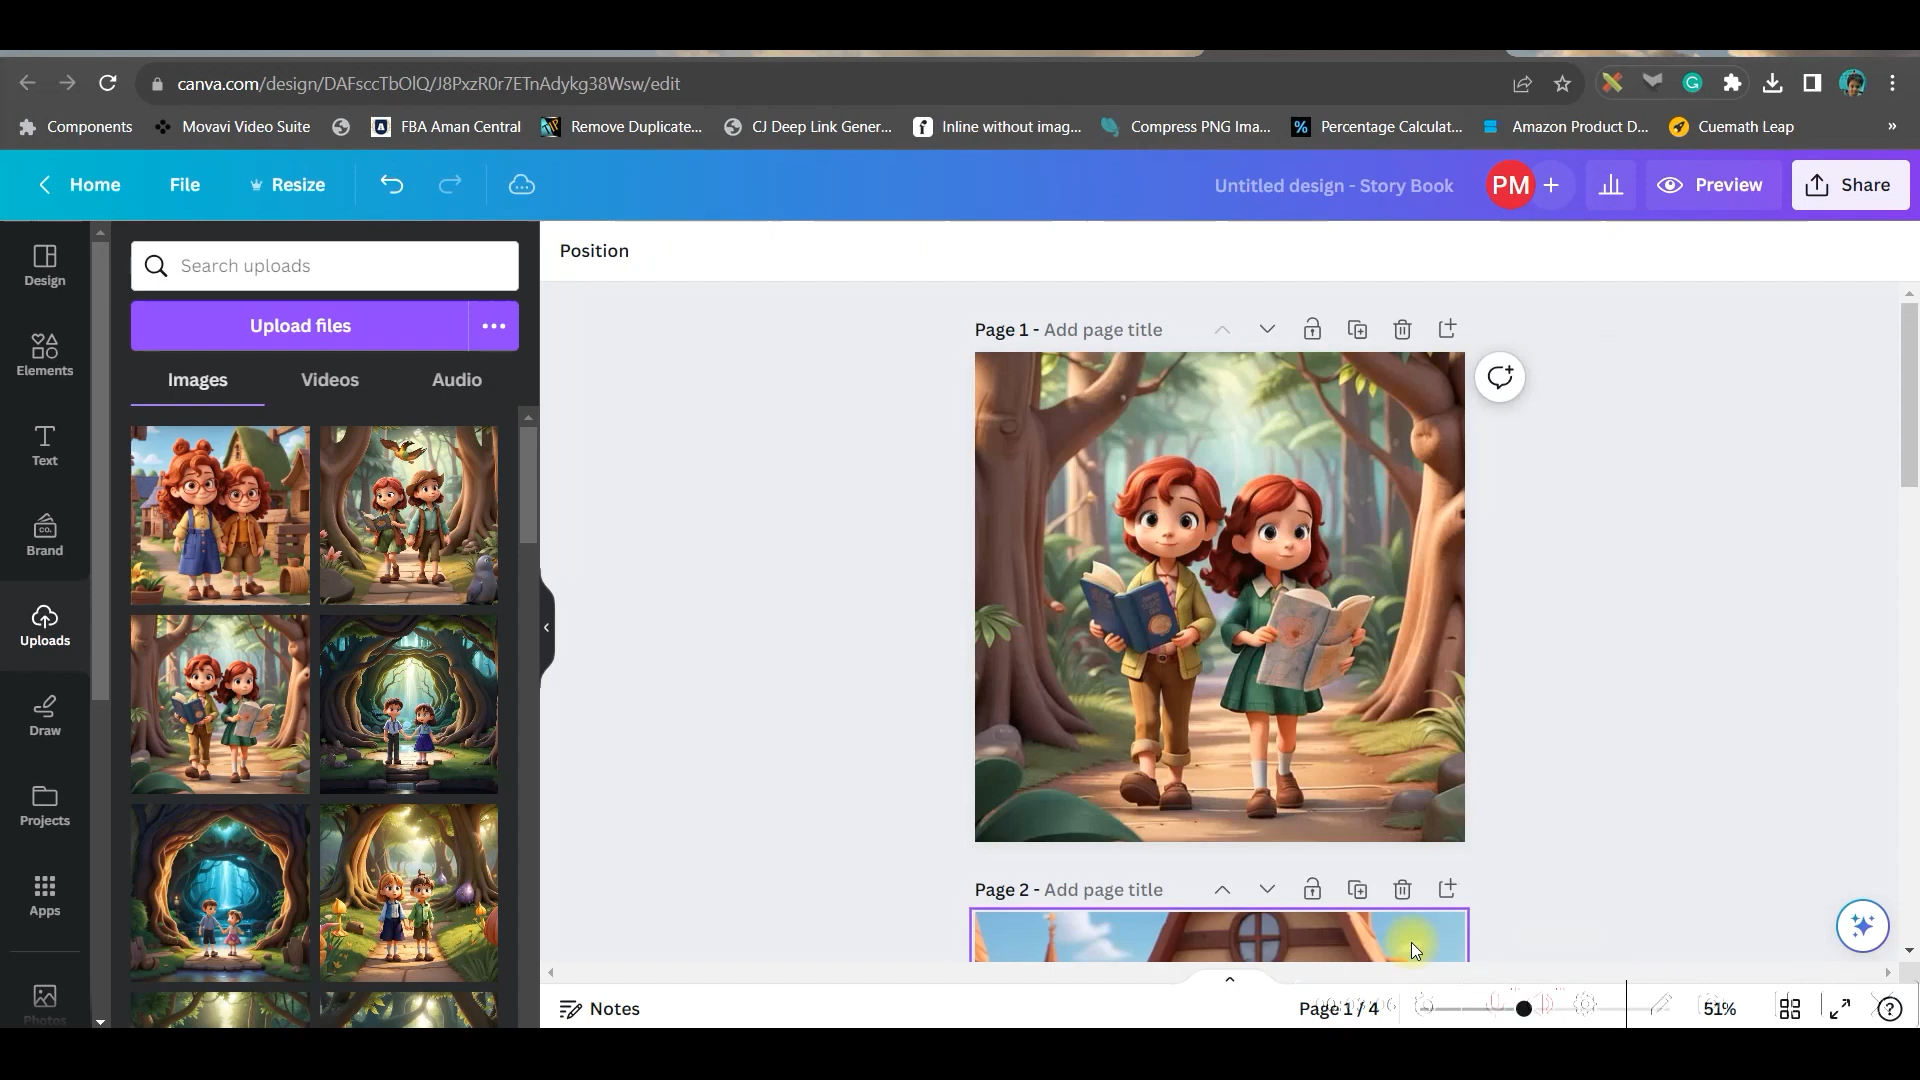 canva.com/design/DAFsccTbOlQ/J8PxzR0r7ETnAdykg38Wsw/edit
Components Movavi Video Suite FBA Aman Central Remove Duplicate... CJ Deep Link Gener... Inline without imag... Compress PNG Ima... % Percentage Calculat... Amazon Product D... Cuemath Leap »
Home File Resize Untitled design - Story Book PM + Preview Share
Search uploads
Position
Design
Upload files
Page 1 - Add page title
Elements
Images Videos Audio
Text
CO.
Brand
Uploads
Draw
Projects
Apps
Page 2 - Add page title
Photos
Notes Page 1 / 4 51%